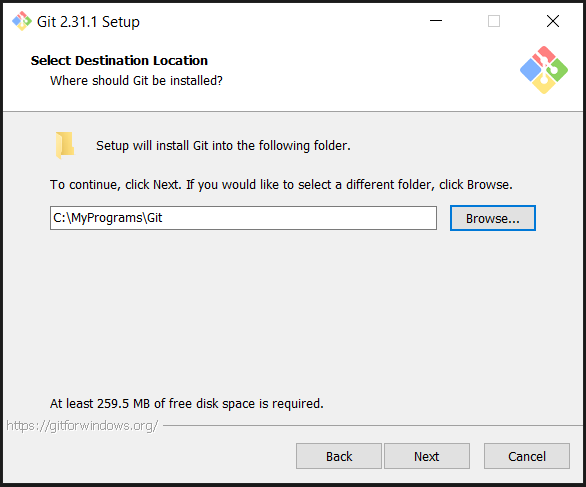 Git 2.31.1 Setup
Select Destination Location
Where should Git be installed?
Setup will install Git into the following folder.
To continue, click Next. If you would like to select a different folder, click Browse.
C:\MyPrograms\Git
Browse...
At least 259.5 MB of free disk space is required.
https://gitforwindows.org/
Back
Next
Cancel